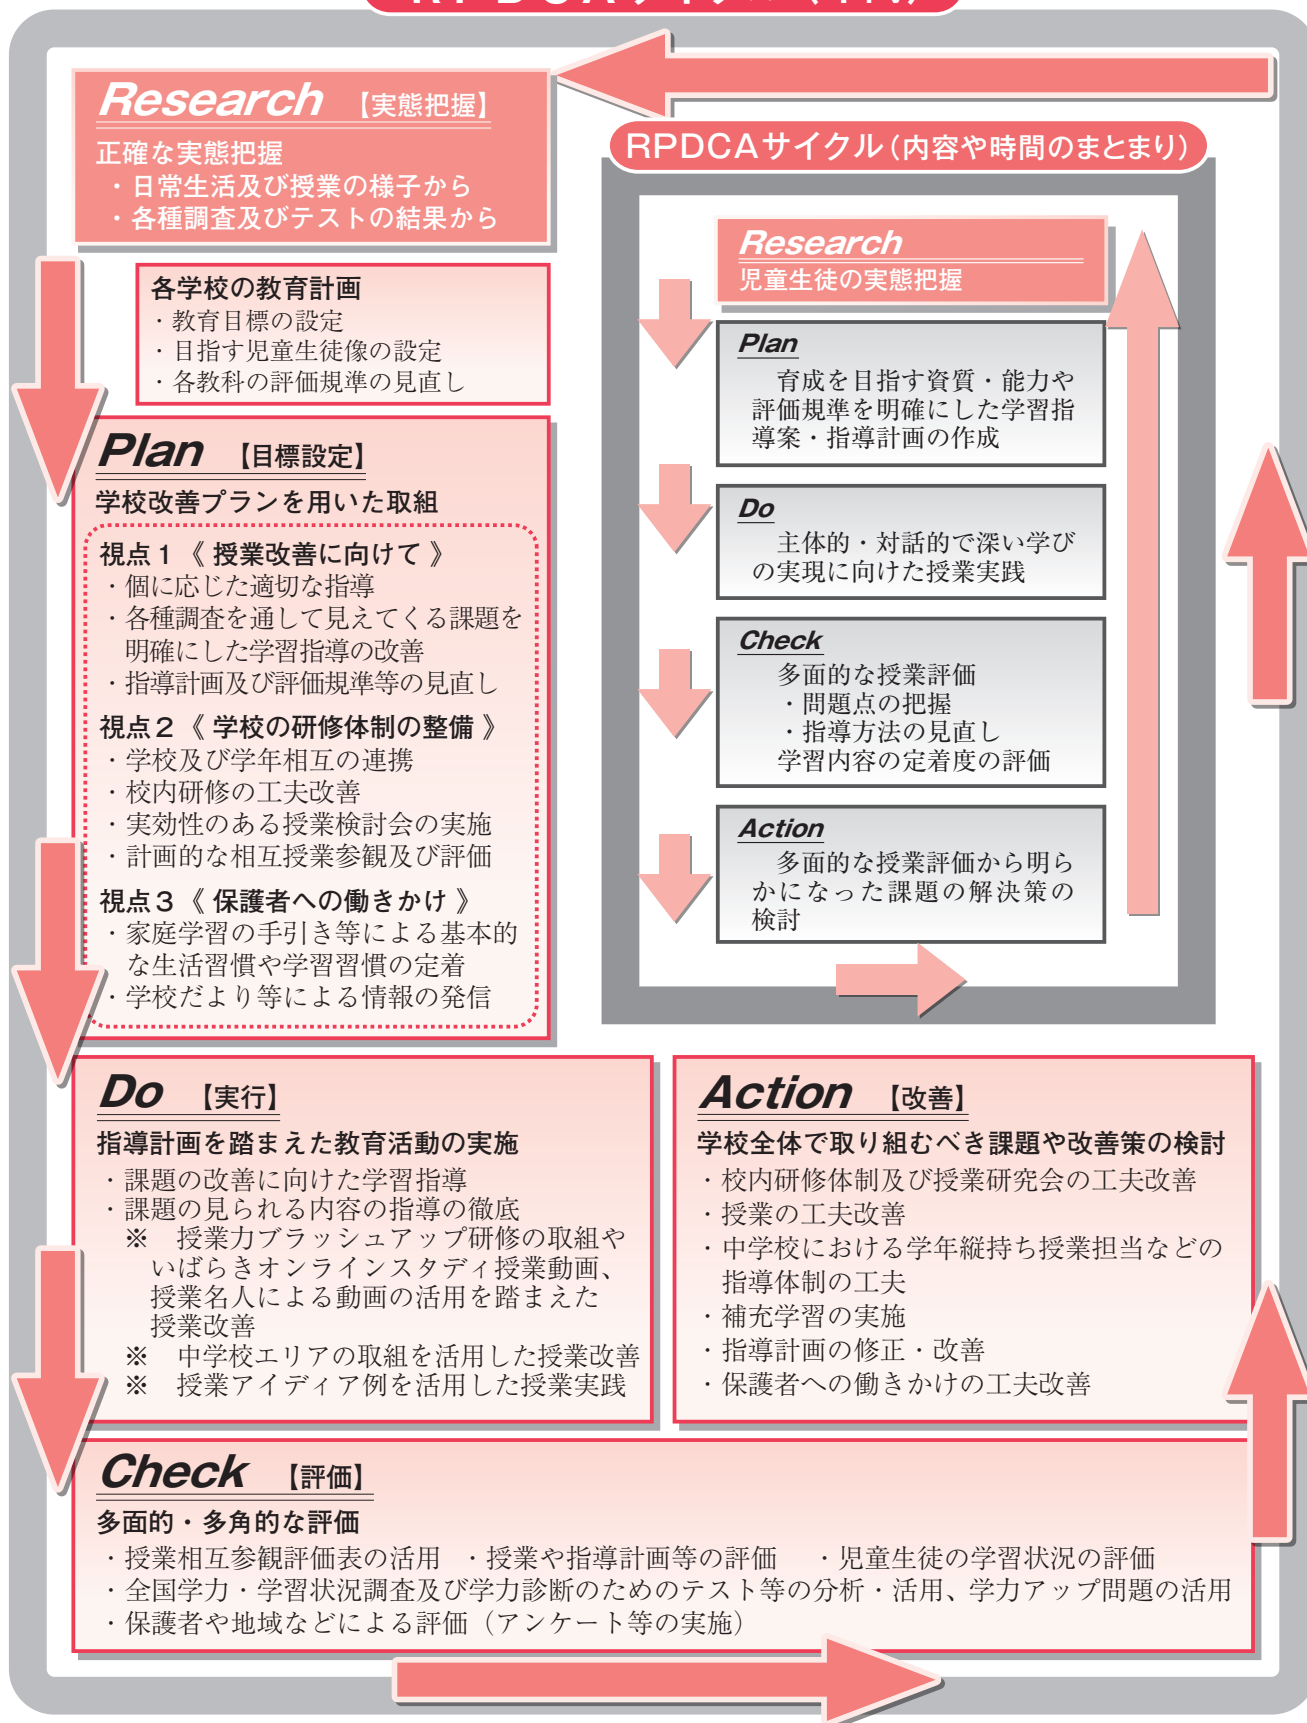 RPDCAサイクル
Research 【実態把握】
正確な実態把握
・日常生活及び授業の様子から
・各種調査及びテストの結果から
各学校の教育計画
・教育目標の設定
・目指す児童生徒像の設定
・各教科の評価規準の見直し
Plan 【目標設定】
学校改善プランを用いた取組
視点1《 授業改善に向けて 》
・個に応じた適切な指導
・各種調査を通して見えてくる課題を
明確にした学習指導の改善
・指導計画及び評価規準等の見直し
視点2《 学校の研修体制の整備 》
・学校及び学年相互の連携
・校内研修の工夫改善
・実効性のある授業検討会の実施
・計画的な相互授業参観及び評価
視点3《 保護者への働きかけ 》
・家庭学習の手引き等による基本的
な生活習慣や学習習慣の定着
・学校だより等による情報の発信
RPDCAサイクル(内容や時間のまとまり)
Research
児童生徒の実態把握
Plan
育成を目指す資質・能力や
評価規準を明確にした学習指
導案・指導計画の作成
Do
主体的・対話的で深い学び
の実現に向けた授業実践
Check
多面的な授業評価
・問題点の把握
・指導方法の見直し
学習内容の定着度の評価
Action
多面的な授業評価から明ら
かになった課題の解決策の
検討
Do 【実行】
指導計画を踏まえた教育活動の実施
・課題の改善に向けた学習指導
・課題の見られる内容の指導の徹底
※ 授業力ブラッシュアップ研修の取組や
いばらきオンラインスタディ授業動画、
授業名人による動画の活用を踏まえた
授業改善
※ 中学校エリアの取組を活用した授業改善
※ 授業アイディア例を活用した授業実践
Action 【改善】
学校全体で取り組むべき課題や改善策の検討
・校内研修体制及び授業研究会の工夫改善
・授業の工夫改善
・中学校における学年縦持ち授業担当などの
指導体制の工夫
・補充学習の実施
・指導計画の修正・改善
・保護者への働きかけの工夫改善
Check 【評価】
多面的・多角的な評価
・授業相互参観評価表の活用 ・授業や指導計画等の評価 ・児童生徒の学習状況の評価
・全国学力・学習状況調査及び学力診断のためのテスト等の分析・活用、学力アップ問題の活用
・保護者や地域などによる評価(アンケート等の実施)